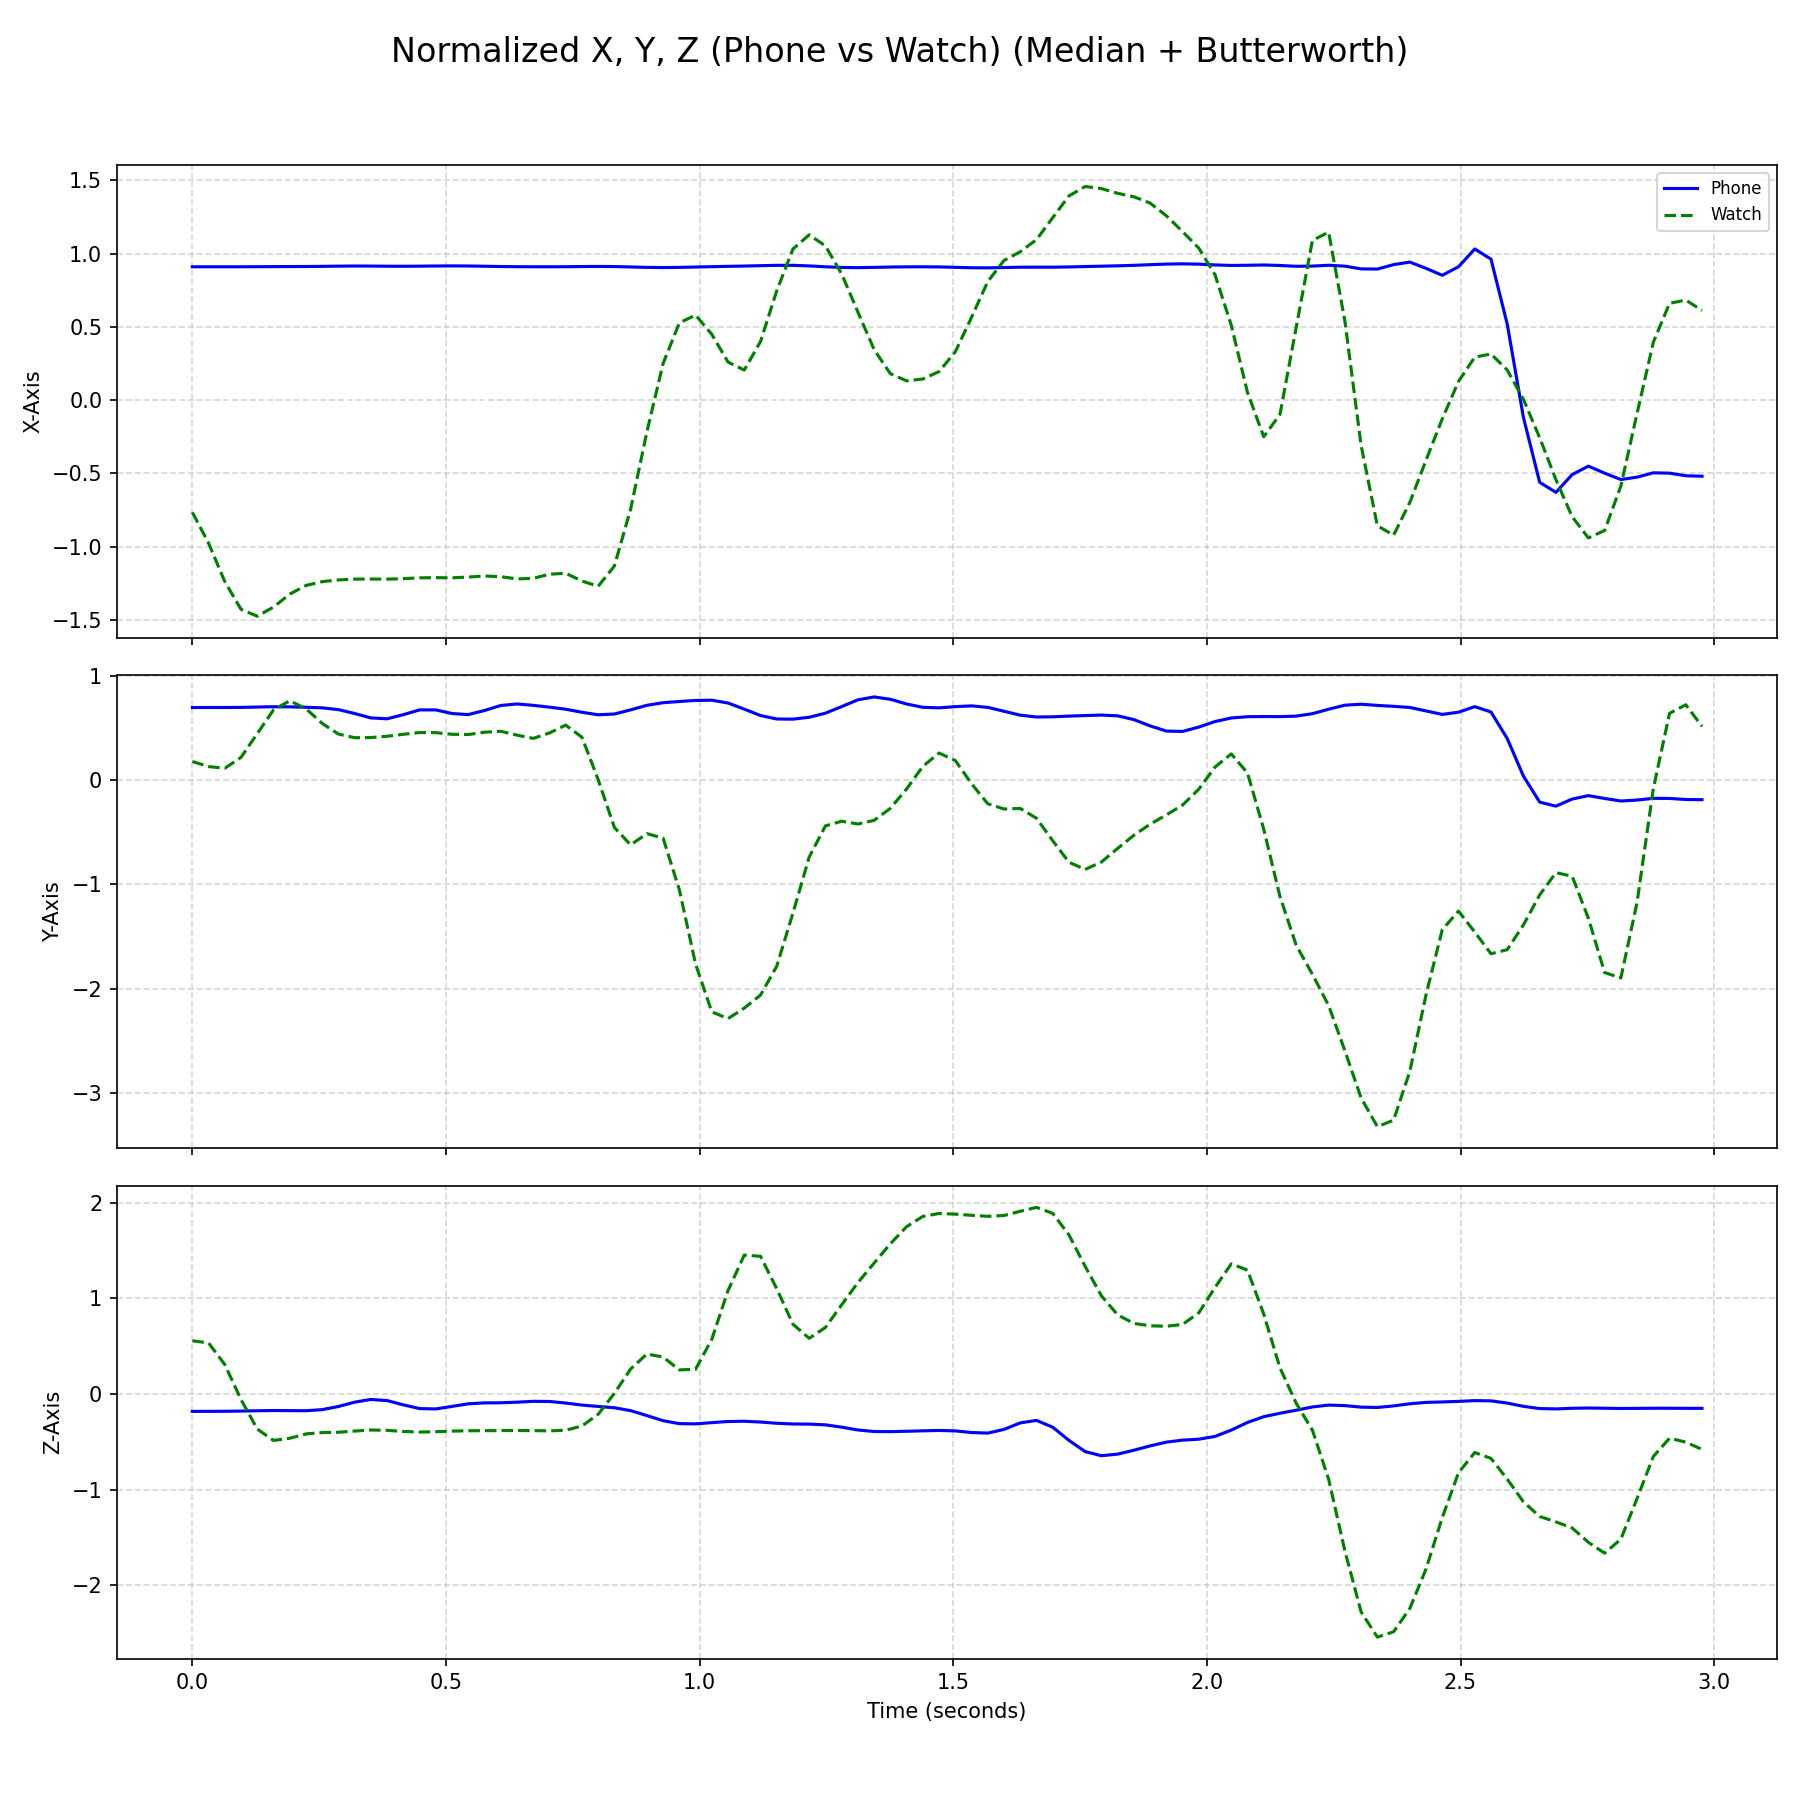 Normalized X, Y, Z (Phone vs Watch) (Median + Butterworth)
Phone
Watch
X-Axis
1.5
1.0
0.5
0.0
−0.5
−1.0
−1.5
Y-Axis
1
0
−1
−2
−3
Z-Axis
2
1
0
−1
−2
0.0 0.5 1.0 1.5 2.0 2.5 3.0
Time (seconds)